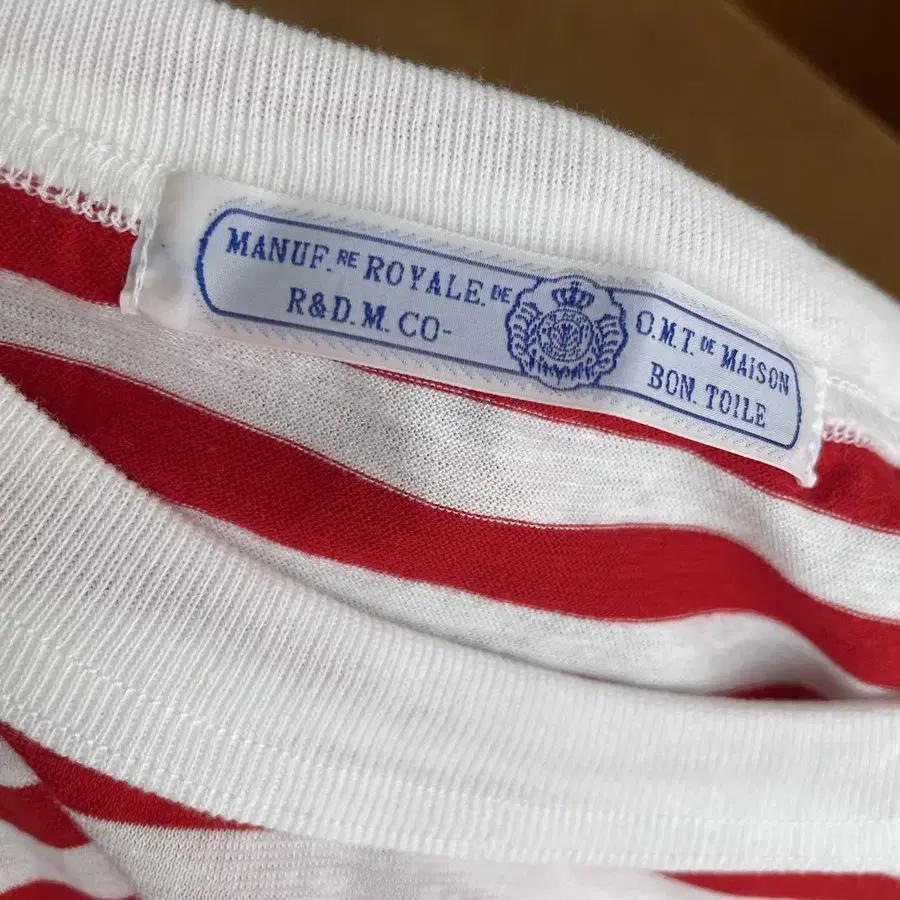 MANUF. RE ROYALE. DE
R&D.M. CO-
O.M.T. DE MAISON
BON. TOILE